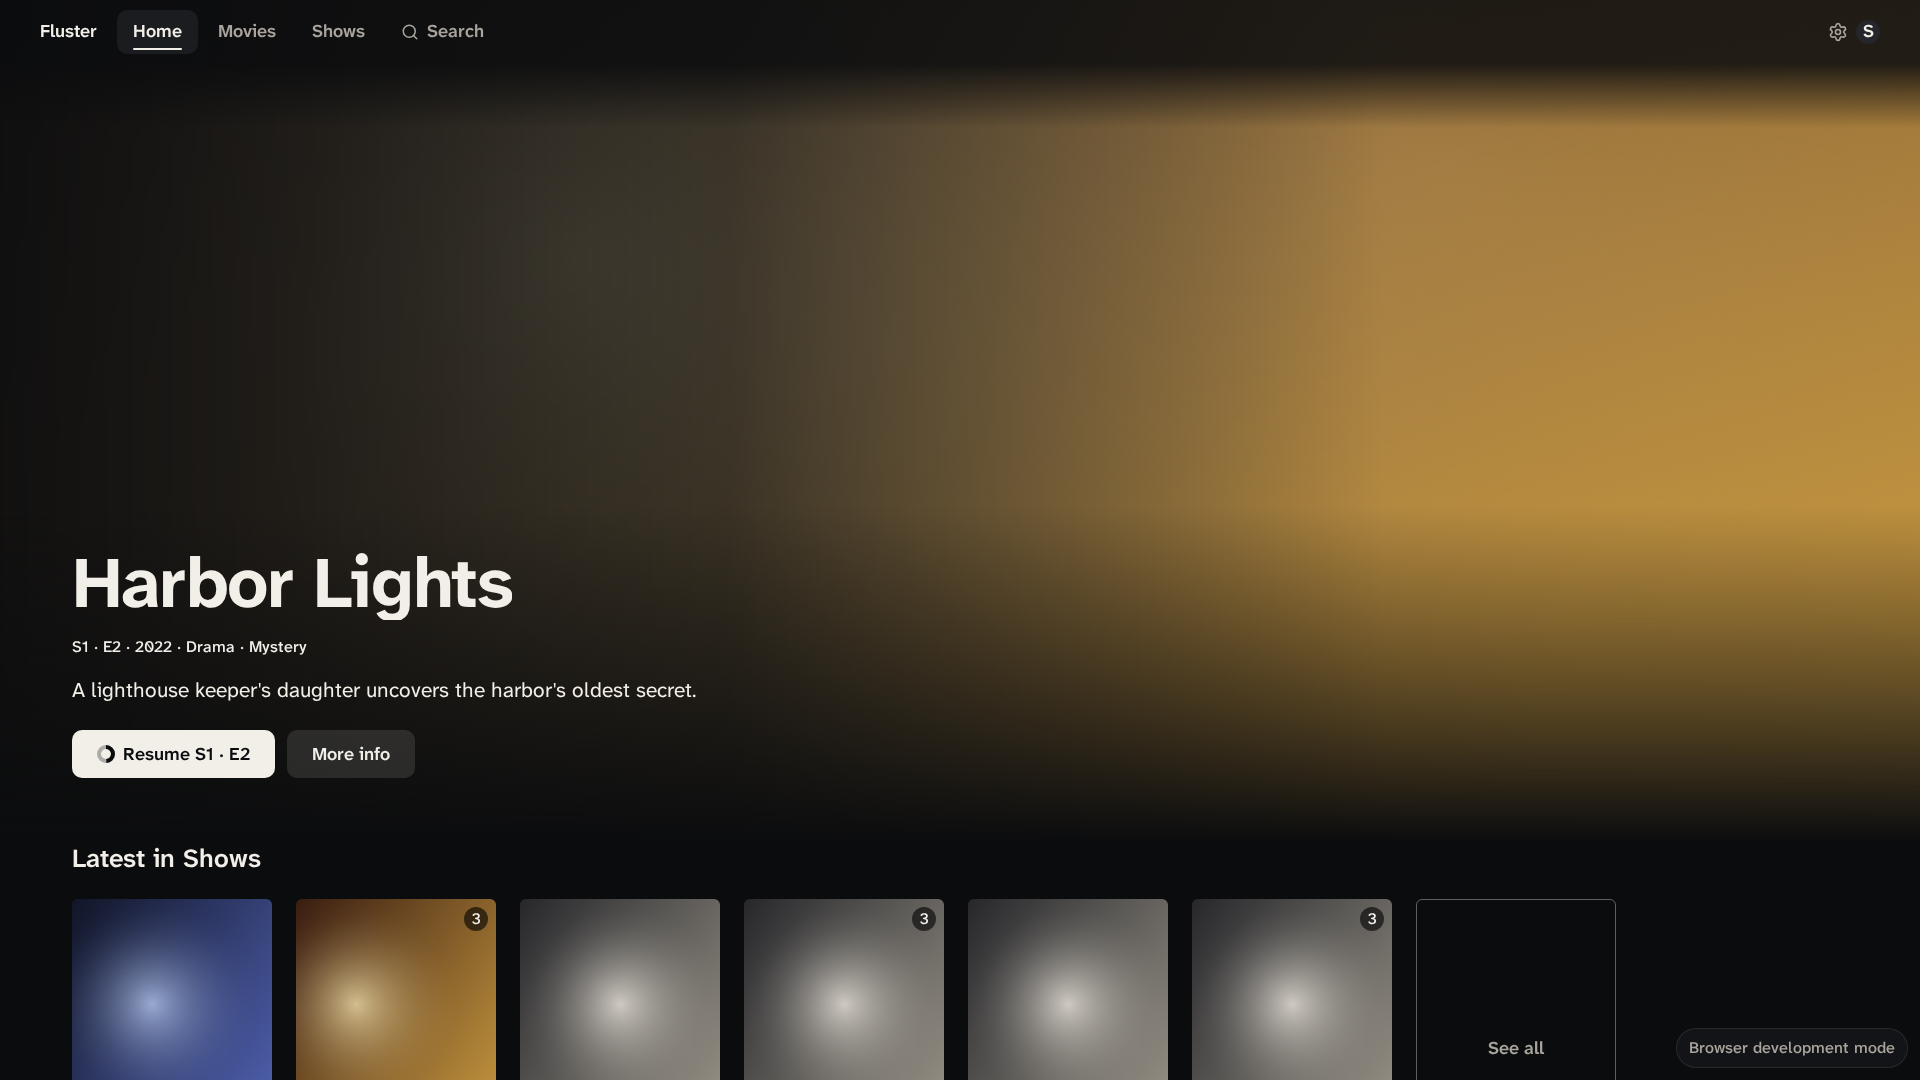 Fluster Home Movies Shows Search S
Harbor Lights
S1 · E2 · 2022 · Drama · Mystery
A lighthouse keeper's daughter uncovers the harbor's oldest secret.
Resume S1 · E2 More info
Latest in Shows
3 3 3
See all
Browser development mode